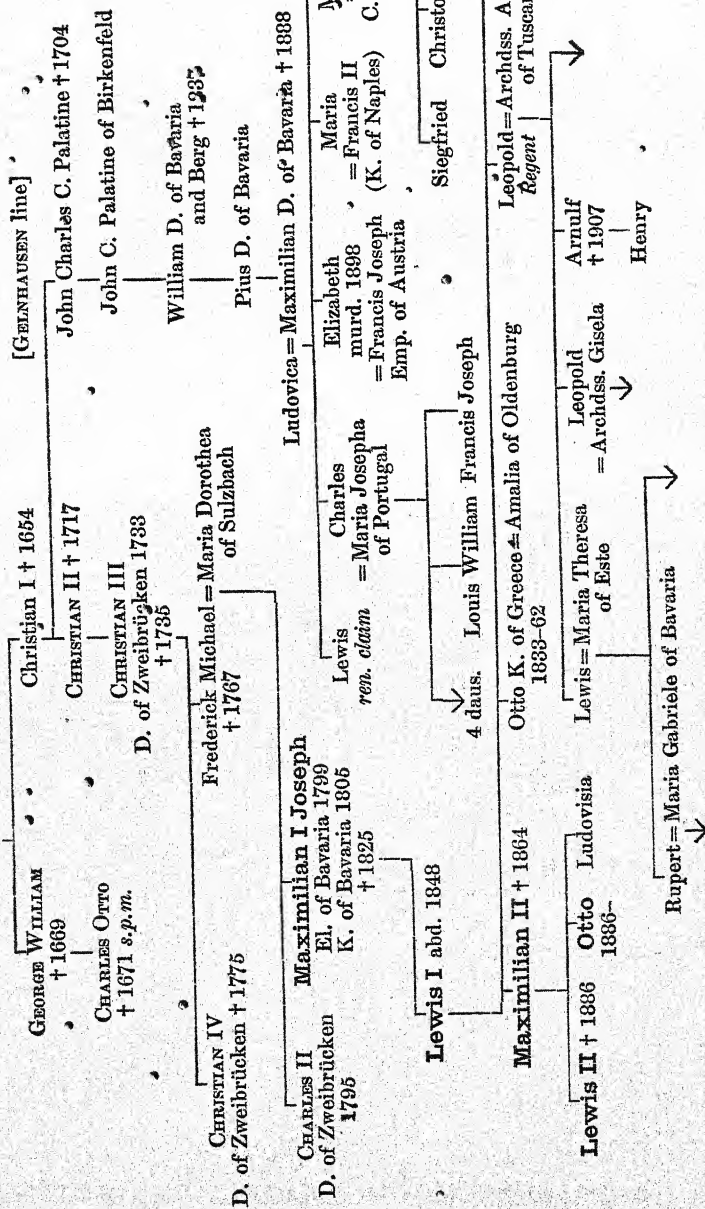 [GELNHAUSEN line]
GEORGE WILLIAM
† 1669
Christian I † 1654
CHARLES OTTO
† 1671 s.p.m.
CHRISTIAN II † 1717
John Charles C. Palatine † 1704
CHRISTIAN III
D. of Zweibrücken 1733
† 1735
John C. Palatine of Birkenfeld
William D. of Bavaria
and Berg
Pius D. of Bavaria
CHRISTIAN IV
D. of Zweibrücken † 1775
Frederick Michael = Maria Dorothea
† 1767 of Sulzbach
Ludovica = Maximilian D. of Bavaria † 1888
CHARLES II
D. of Zweibrücken
1795
Maximilian I Joseph
El. of Bavaria 1799
K. of Bavaria 1805
† 1825
Lewis
ren. claim
Charles
= Maria Josepha
of Portugal
Elizabeth
murd. 1898
= Francis Joseph
Emp. of Austria
Maria
= Francis II
(K. of Naples)
C.
4 daus. Louis William Francis Joseph
Siegfried Christo
Lewis I abd. 1848
Maximilian II † 1864
Otto K. of Greece = Amalia of Oldenburg
1833–62
Leopold = Archdss. A
Regent of Tuscan
Lewis II † 1886
Otto
1886–
Ludovisia
Lewis = Maria Theresa
of Este
Leopold
= Archdss. Gisela
Arnulf
† 1907
Henry
Rupert = Maria Gabriele of Bavaria